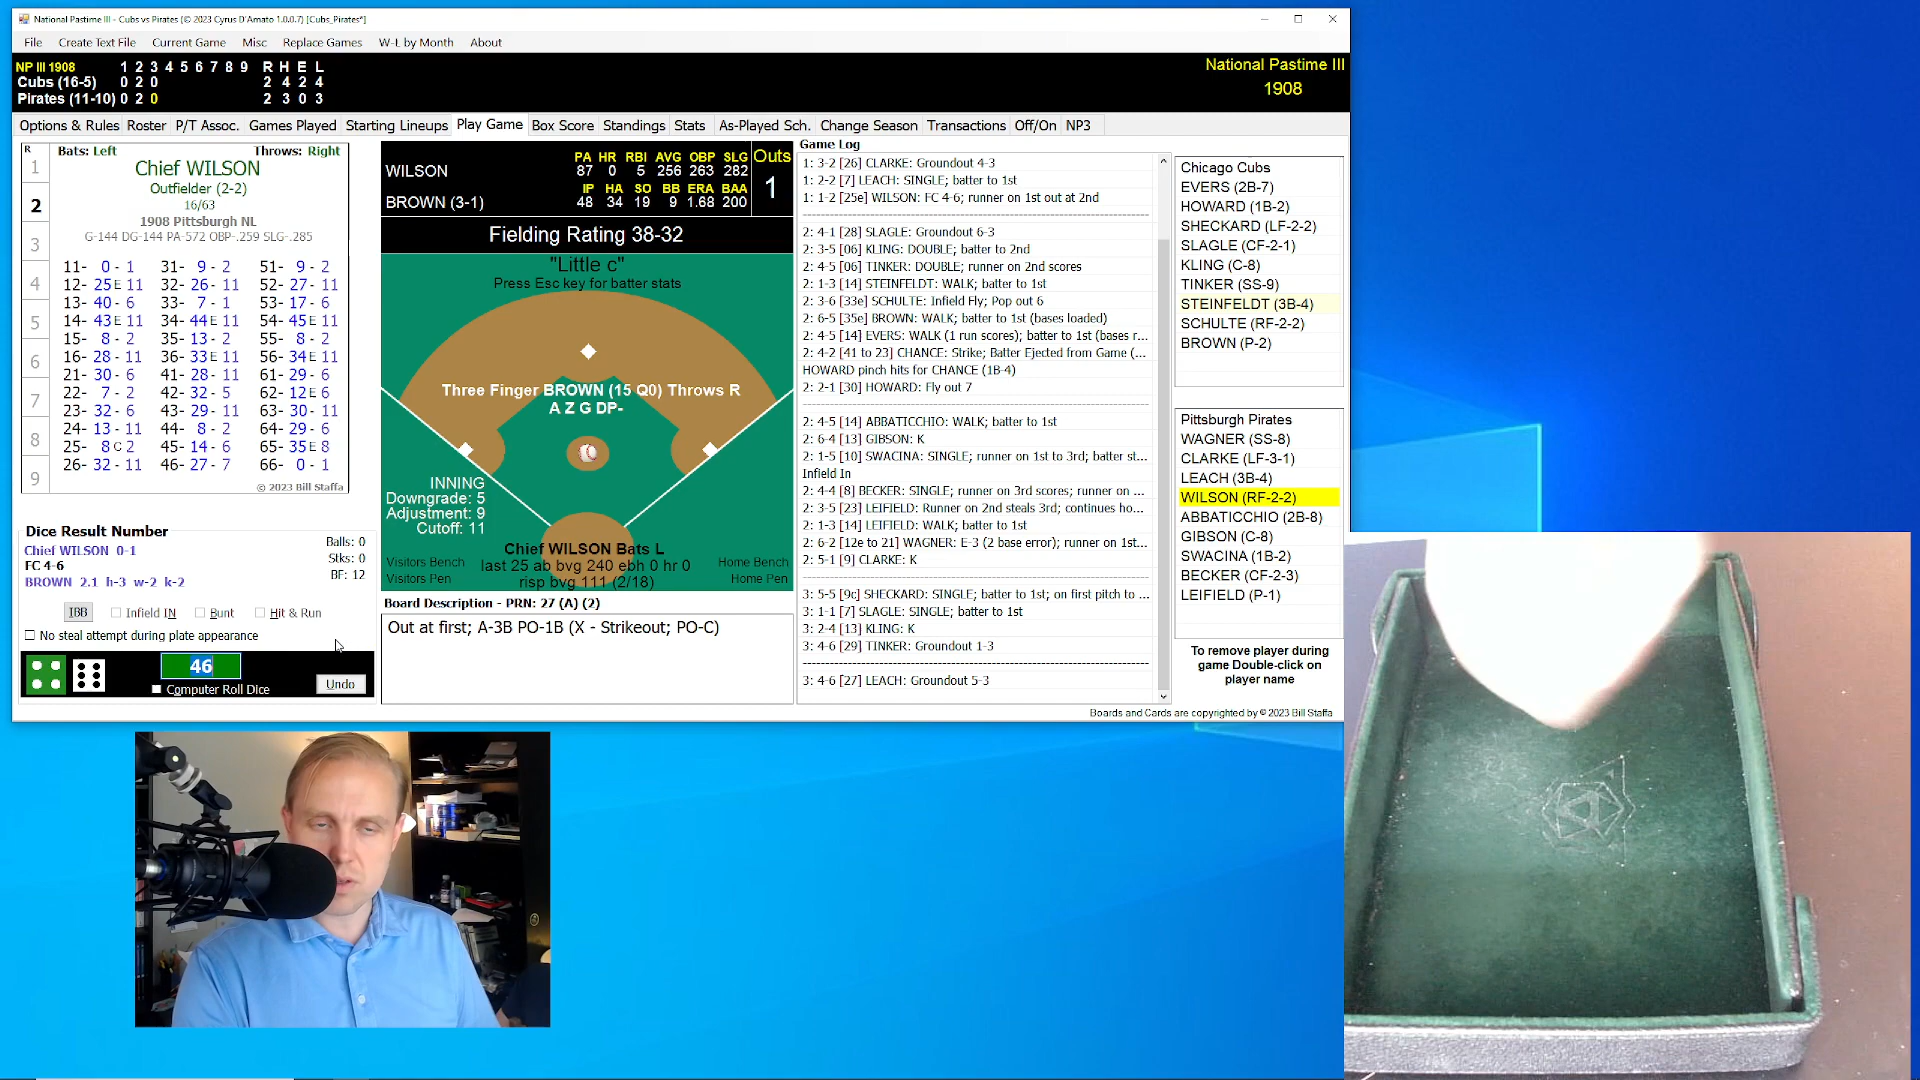 National Pastime III - Cubs vs Pirates (© 2023 Cyrus D'Amato 1.0.0.7) [Cubs_Pirates*]
File Create Text File Current Game Misc Replace Games W-L by Month About
NP III 1908 1 2 3 4 5 6 7 8 9 R H E L
Cubs (16-5) 0 2 0 2 4 2 4
Pirates (11-10) 0 2 0 2 3 0 3
National Pastime III
1908
Options & Rules Roster P/T Assoc. Games Played Starting Lineups Play Game Box Score Standings Stats As-Played Sch. Change Season Transactions Off/On NP3
R
1
2
3
4
5
6
7
8
9
Bats: Left Throws: Right
Chief WILSON
Outfielder (2-2)
16/63
1908 Pittsburgh NL
G-144 DG-144 PA-572 OBP-.259 SLG-.285
11- 0 - 1 31- 9 - 2 51- 9 - 2
12- 25 E 11 32- 26 - 11 52- 27 - 11
13- 40 - 6 33- 7 - 1 53- 17 - 6
14- 43 E 11 34- 44 E 11 54- 45 E 11
15- 8 - 2 35- 13 - 2 55- 8 - 2
16- 28 - 11 36- 33 E 11 56- 34 E 11
21- 30 - 6 41- 28 - 11 61- 29 - 6
22- 7 - 2 42- 32 - 5 62- 12 E 6
23- 32 - 6 43- 29 - 11 63- 30 - 11
24- 13 - 11 44- 8 - 2 64- 29 - 6
25- 8 C 2 45- 14 - 6 65- 35 E 8
26- 32 - 11 46- 27 - 7 66- 0 - 1
© 2023 Bill Staffa
Dice Result Number
Chief WILSON 0-1
FC 4-6
BROWN 2.1 h-3 w-2 k-2
Balls: 0
Stks: 0
BF: 12
IBB Infield IN Bunt Hit & Run
No steal attempt during plate appearance
46
Computer Roll Dice
Undo
PA HR RBI AVG OBP SLG
WILSON 87 0 5 256 263 282
IP HA SO BB ERA BAA
BROWN (3-1) 48 34 19 9 1.68 200
Outs
1
Fielding Rating 38-32
"Little c"
Press Esc key for batter stats
Three Finger BROWN (15 Q0) Throws R
A Z G DP-
INNING
Downgrade: 5
Adjustment: 9
Cutoff: 11
Chief WILSON Bats L
last 25 ab bvg 240 ebh 0 hr 0
risp bvg 111 (2/18)
Visitors Bench
Visitors Pen
Home Bench
Home Pen
Board Description - PRN: 27 (A) (2)
Out at first; A-3B PO-1B (X - Strikeout; PO-C)
Game Log
1: 3-2 [26] CLARKE: Groundout 4-3
1: 2-2 [7] LEACH: SINGLE; batter to 1st
1: 1-2 [25e] WILSON: FC 4-6; runner on 1st out at 2nd
2: 4-1 [28] SLAGLE: Groundout 6-3
2: 3-5 [06] KLING: DOUBLE; batter to 2nd
2: 4-5 [06] TINKER: DOUBLE; runner on 2nd scores
2: 1-3 [14] STEINFELDT: WALK; batter to 1st
2: 3-6 [33e] SCHULTE: Infield Fly; Pop out 6
2: 6-5 [35e] BROWN: WALK; batter to 1st (bases loaded)
2: 4-5 [14] EVERS: WALK (1 run scores); batter to 1st (bases r...
2: 4-2 [41 to 23] CHANCE: Strike; Batter Ejected from Game (...
HOWARD pinch hits for CHANCE (1B-4)
2: 2-1 [30] HOWARD: Fly out 7
2: 4-5 [14] ABBATICCHIO: WALK; batter to 1st
2: 6-4 [13] GIBSON: K
2: 1-5 [10] SWACINA: SINGLE; runner on 1st to 3rd; batter st...
Infield In
2: 4-4 [8] BECKER: SINGLE; runner on 3rd scores; runner on ...
2: 3-5 [23] LEIFIELD: Runner on 2nd steals 3rd; continues ho...
2: 1-3 [14] LEIFIELD: WALK; batter to 1st
2: 6-2 [12e to 21] WAGNER: E-3 (2 base error); runner on 1st...
2: 5-1 [9] CLARKE: K
3: 5-5 [9c] SHECKARD: SINGLE; batter to 1st; on first pitch to ...
3: 1-1 [7] SLAGLE: SINGLE; batter to 1st
3: 2-4 [13] KLING: K
3: 4-6 [29] TINKER: Groundout 1-3
3: 4-6 [27] LEACH: Groundout 5-3
Chicago Cubs
EVERS (2B-7)
HOWARD (1B-2)
SHECKARD (LF-2-2)
SLAGLE (CF-2-1)
KLING (C-8)
TINKER (SS-9)
STEINFELDT (3B-4)
SCHULTE (RF-2-2)
BROWN (P-2)
Pittsburgh Pirates
WAGNER (SS-8)
CLARKE (LF-3-1)
LEACH (3B-4)
WILSON (RF-2-2)
ABBATICCHIO (2B-8)
GIBSON (C-8)
SWACINA (1B-2)
BECKER (CF-2-3)
LEIFIELD (P-1)
To remove player during
game Double-click on
player name
Boards and Cards are copyrighted by © 2023 Bill Staffa